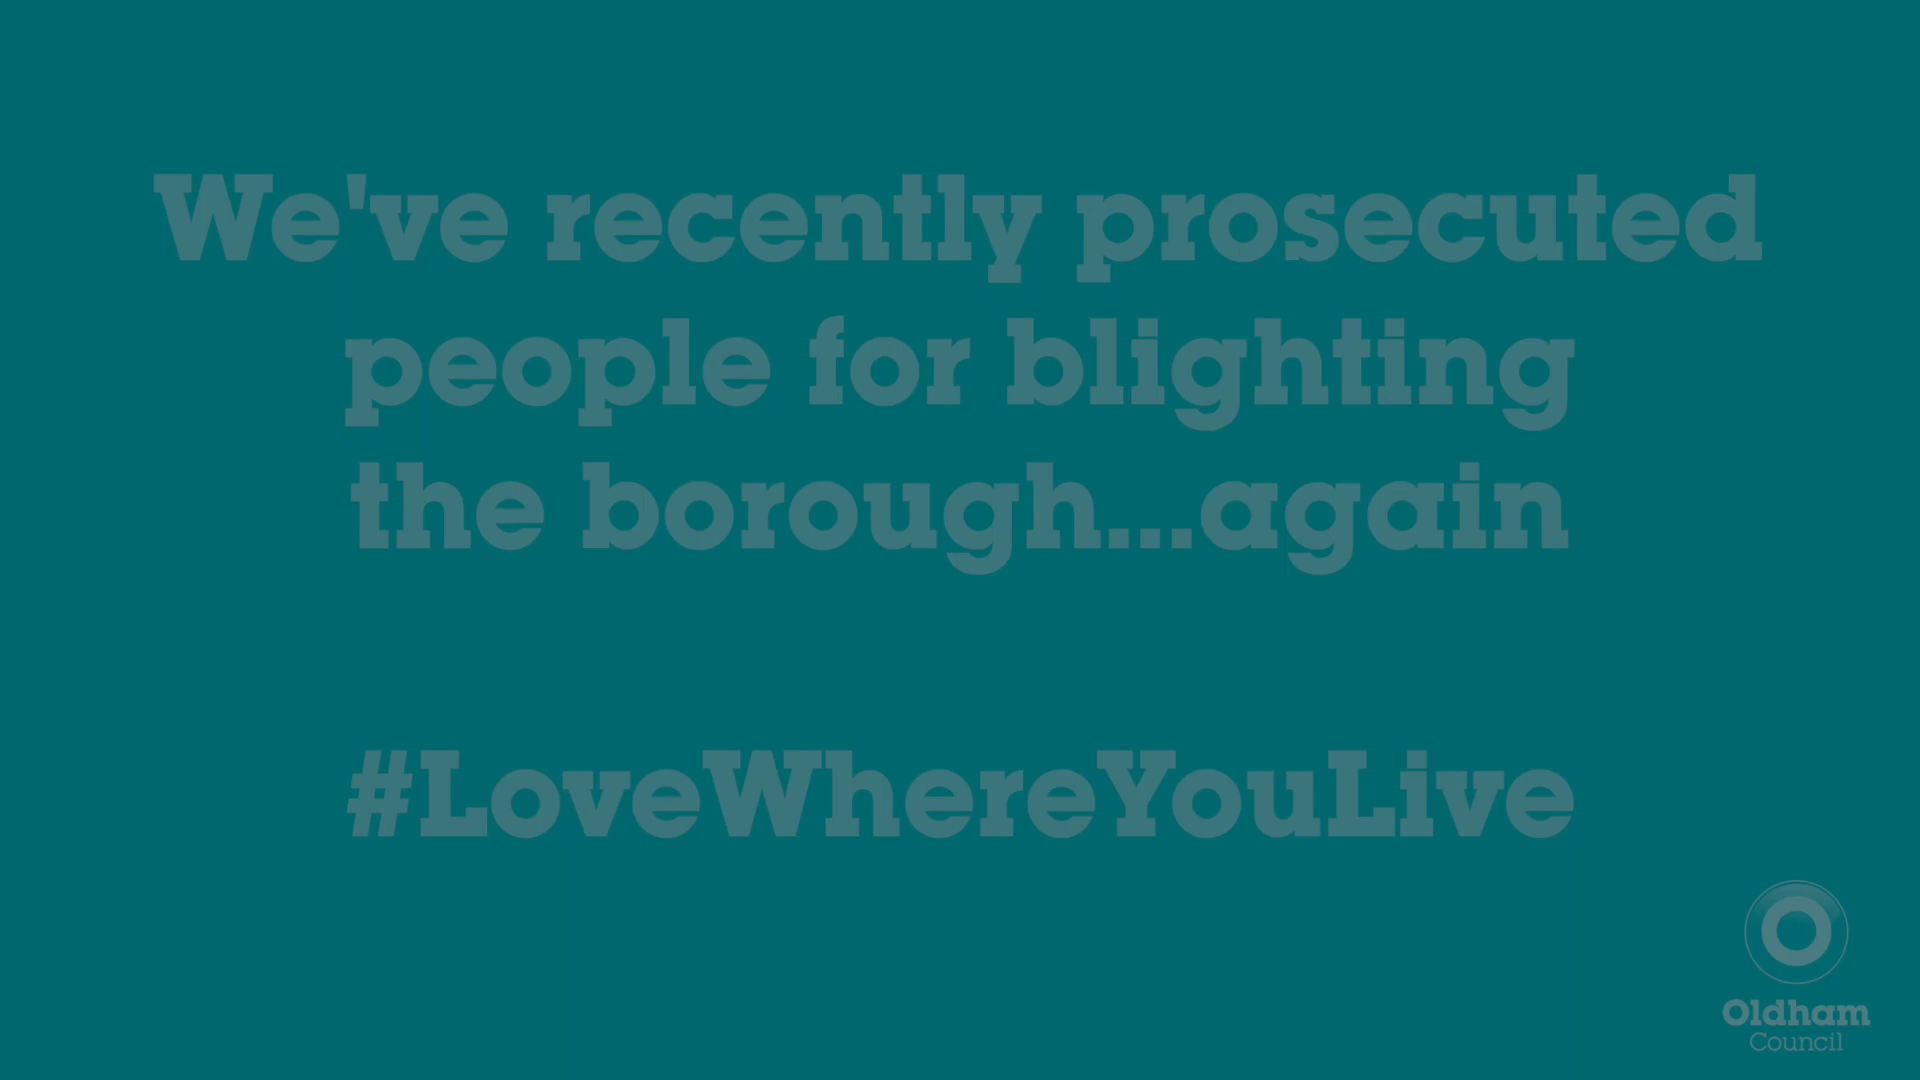 We've recently prosecuted
people for blighting
the borough...again
#LoveWhereYouLive
Oldham
Council